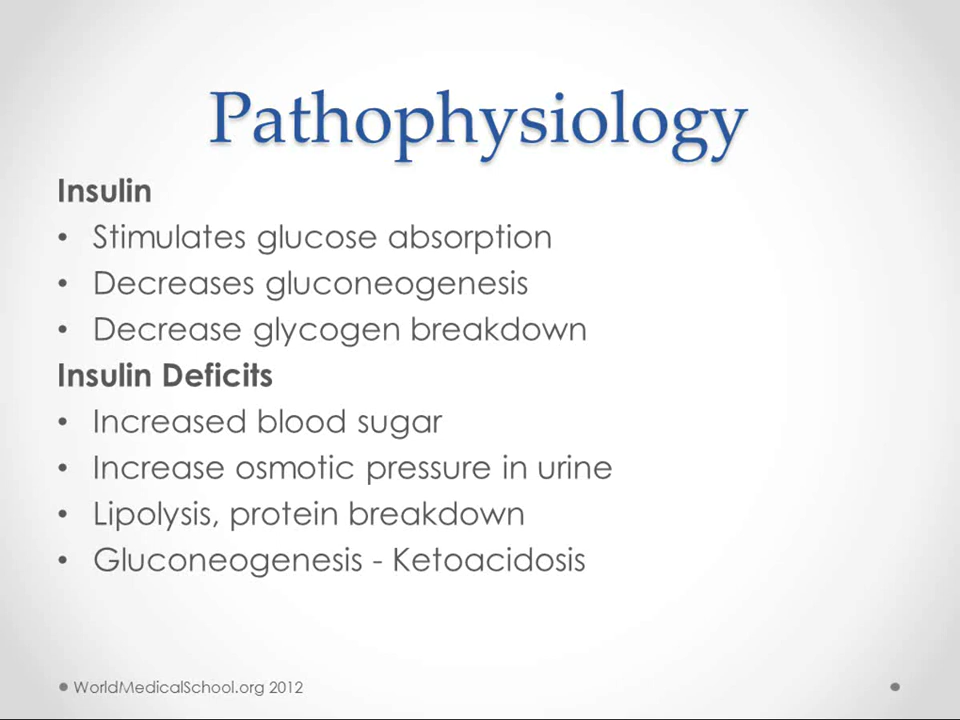 Pathophysiology
Insulin
• Stimulates glucose absorption
• Decreases gluconeogenesis
• Decrease glycogen breakdown
Insulin Deficits
• Increased blood sugar
• Increase osmotic pressure in urine
• Lipolysis, protein breakdown
• Gluconeogenesis - Ketoacidosis
WorldMedicalSchool.org 2012